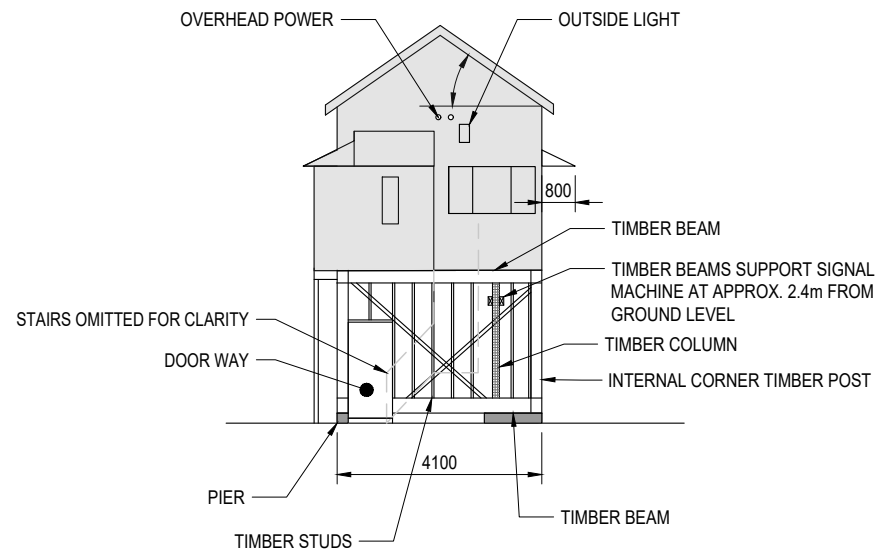 OVERHEAD POWER
OUTSIDE LIGHT
800
TIMBER BEAM
TIMBER BEAMS SUPPORT SIGNAL
MACHINE AT APPROX. 2.4m FROM
GROUND LEVEL
STAIRS OMITTED FOR CLARITY
TIMBER COLUMN
DOOR WAY
INTERNAL CORNER TIMBER POST
4100
PIER
TIMBER BEAM
TIMBER STUDS